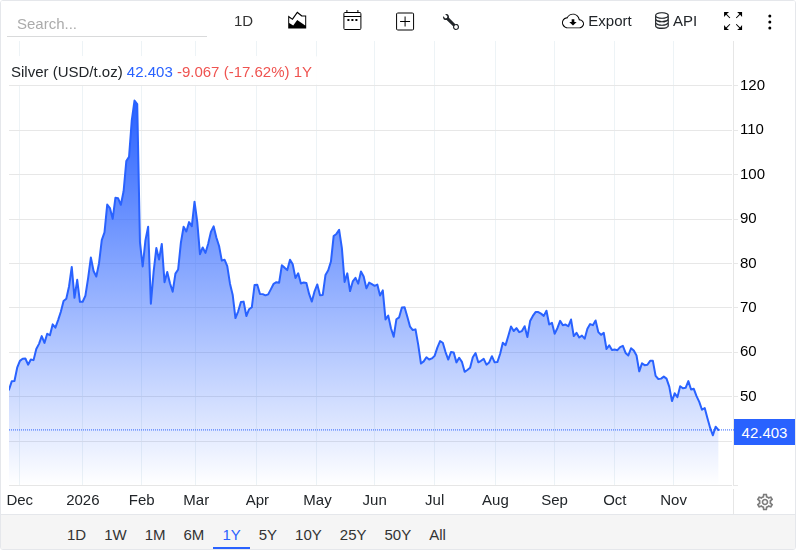 Search... 1D Export API
Silver (USD/t.oz) 42.403 -9.067 (-17.62%) 1Y
120
110
100
90
80
70
60
50
42.403
Dec 2026 Feb Mar Apr May Jun Jul Aug Sep Oct Nov
1D 1W 1M 6M 1Y 5Y 10Y 25Y 50Y All